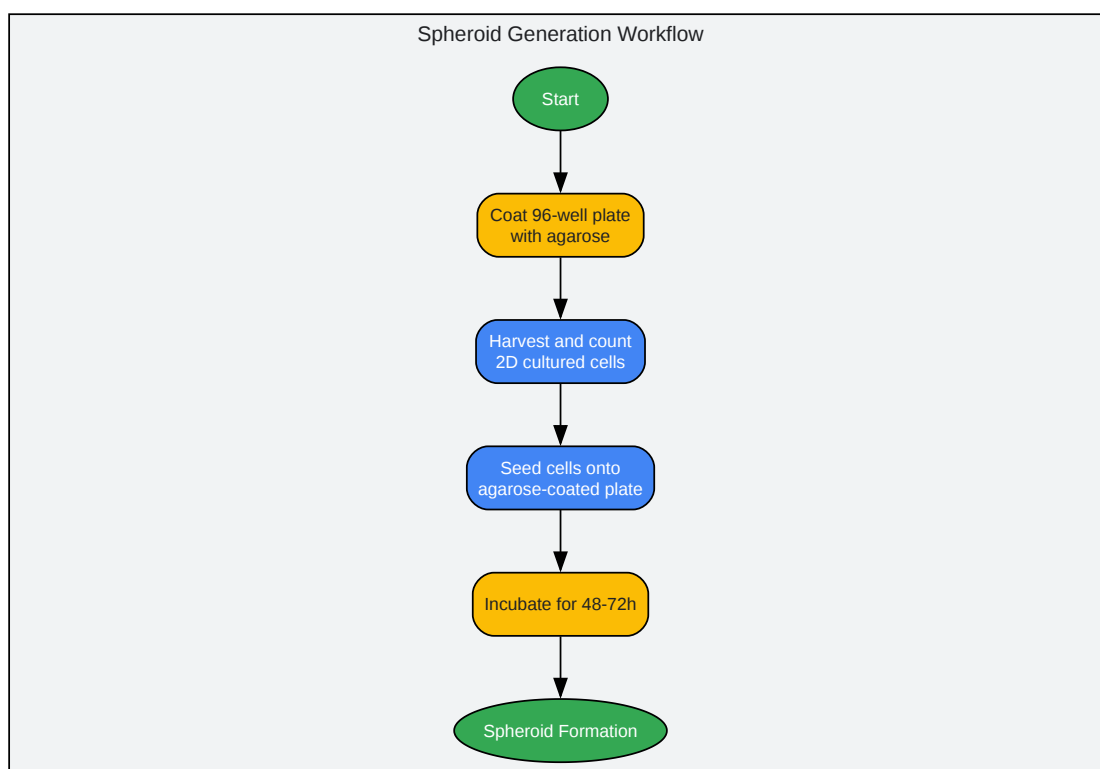 Spheroid Generation Workflow
Start
Coat 96-well plate
with agarose
Harvest and count
2D cultured cells
Seed cells onto
agarose-coated plate
Incubate for 48-72h
Spheroid Formation